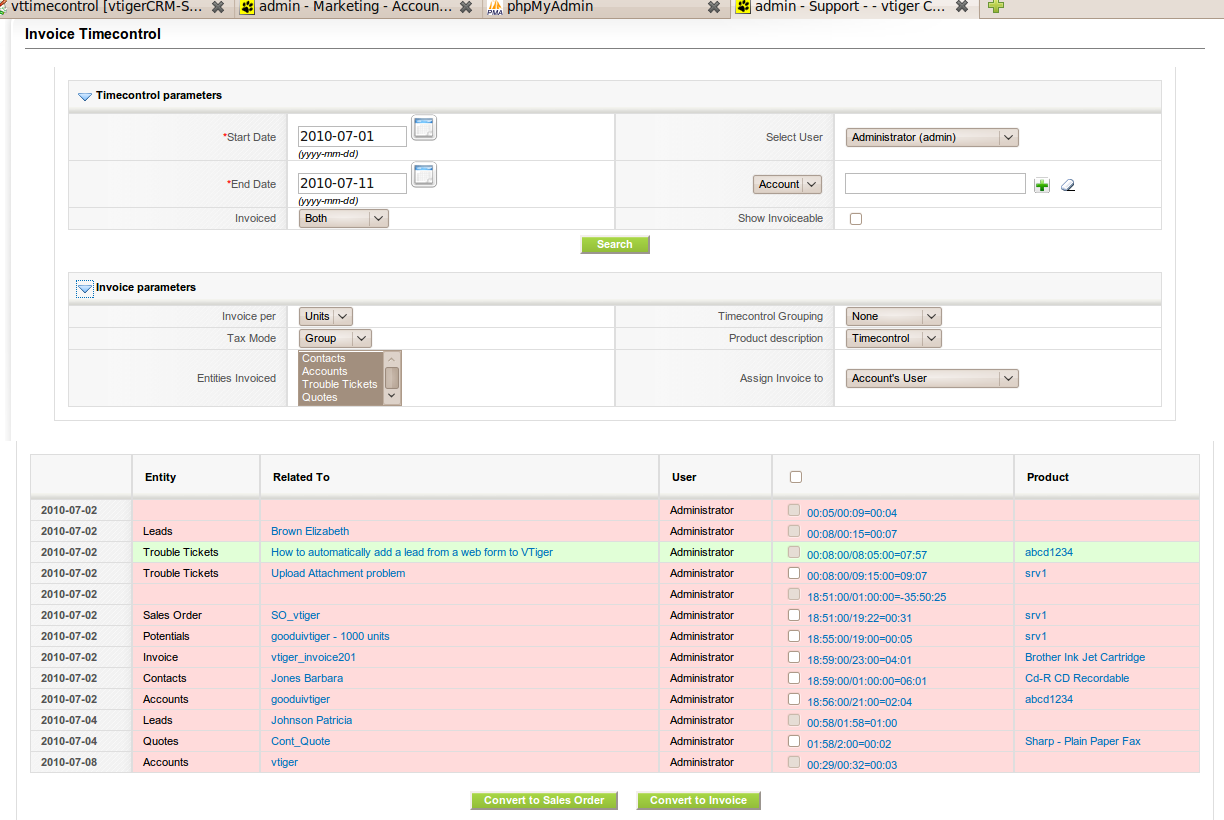 vttimecontrol [vtigerCRM-S... admin - Marketing - Accoun... PMA phpMyAdmin admin - Support - - vtiger C...
Invoice Timecontrol
Timecontrol parameters
*Start Date 2010-07-01 Select User Administrator (admin)
(yyyy-mm-dd)
*End Date 2010-07-11 Account
(yyyy-mm-dd)
Invoiced Both Show Invoiceable
Search
Invoice parameters
Invoice per Units Timecontrol Grouping None
Tax Mode Group Product description Timecontrol
Entities Invoiced Contacts Assign Invoice to Account's User
Accounts
Trouble Tickets
Quotes
Entity Related To User Product
2010-07-02 Administrator 00:05/00:09=00:04
2010-07-02 Leads Brown Elizabeth Administrator 00:08/00:15=00:07
2010-07-02 Trouble Tickets How to automatically add a lead from a web form to VTiger Administrator 00:08:00/08:05:00=07:57 abcd1234
2010-07-02 Trouble Tickets Upload Attachment problem Administrator 00:08:00/09:15:00=09:07 srv1
2010-07-02 Administrator 18:51:00/01:00:00=-35:50:25
2010-07-02 Sales Order SO_vtiger Administrator 18:51:00/19:22=00:31 srv1
2010-07-02 Potentials gooduivtiger - 1000 units Administrator 18:55:00/19:00=00:05 srv1
2010-07-02 Invoice vtiger_invoice201 Administrator 18:59:00/23:00=04:01 Brother Ink Jet Cartridge
2010-07-02 Contacts Jones Barbara Administrator 18:59:00/01:00:00=06:01 Cd-R CD Recordable
2010-07-02 Accounts gooduivtiger Administrator 18:56:00/21:00=02:04 abcd1234
2010-07-04 Leads Johnson Patricia Administrator 00:58/01:58=01:00
2010-07-04 Quotes Cont_Quote Administrator 01:58/2:00=00:02 Sharp - Plain Paper Fax
2010-07-08 Accounts vtiger Administrator 00:29/00:32=00:03
Convert to Sales Order Convert to Invoice